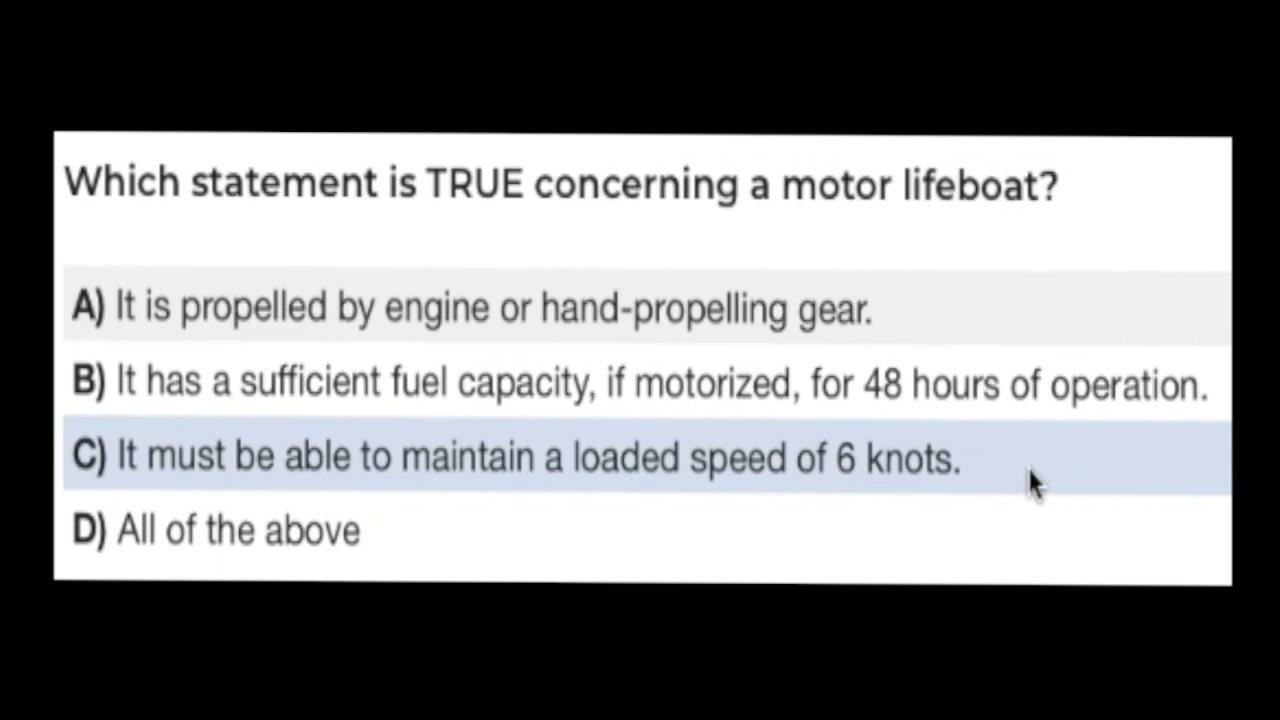 Which statement is TRUE concerning a motor lifeboat?
A) It is propelled by engine or hand-propelling gear.
B) It has a sufficient fuel capacity, if motorized, for 48 hours of operation.
C) It must be able to maintain a loaded speed of 6 knots.
D) All of the above